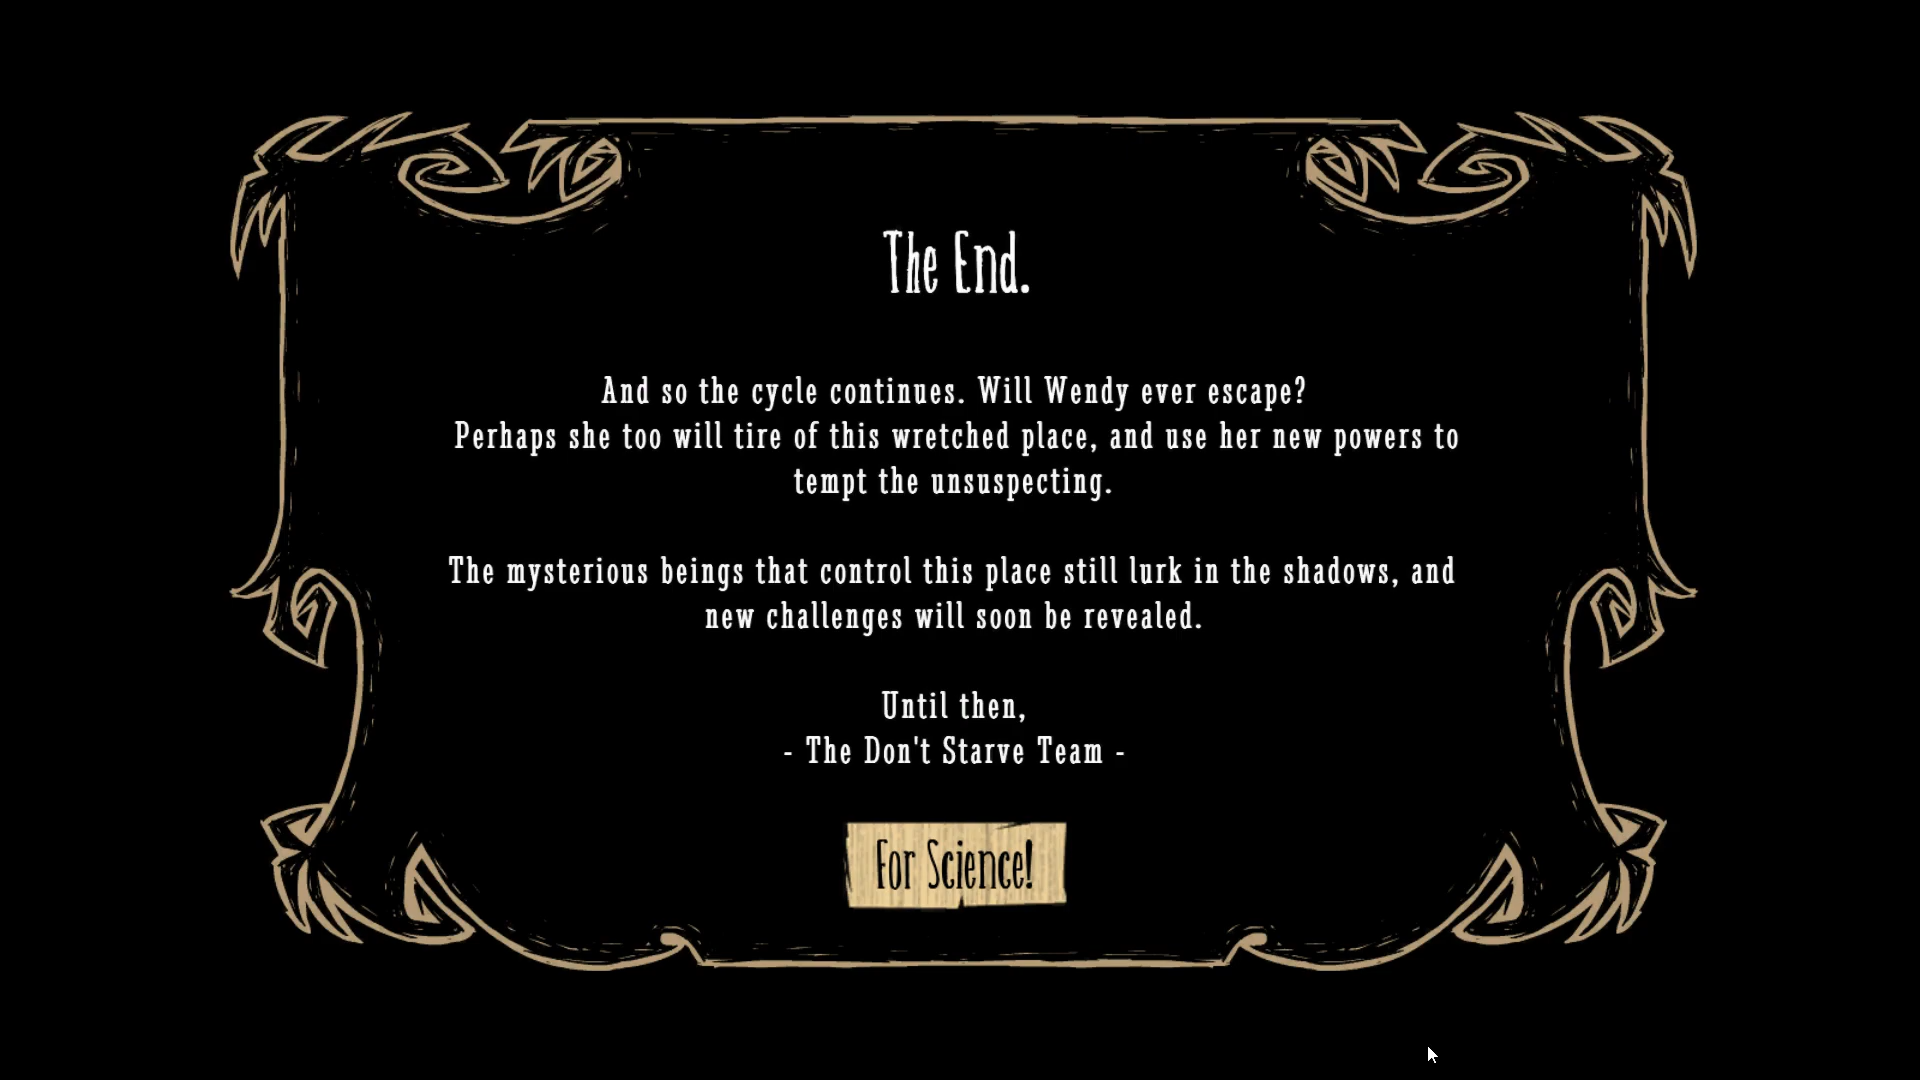 The End.
And so the cycle continues. Will Wendy ever escape?
Perhaps she too will tire of this wretched place, and use her new powers to
tempt the unsuspecting.
The mysterious beings that control this place still lurk in the shadows, and
new challenges will soon be revealed.
Until then,
- The Don't Starve Team -
For Science!